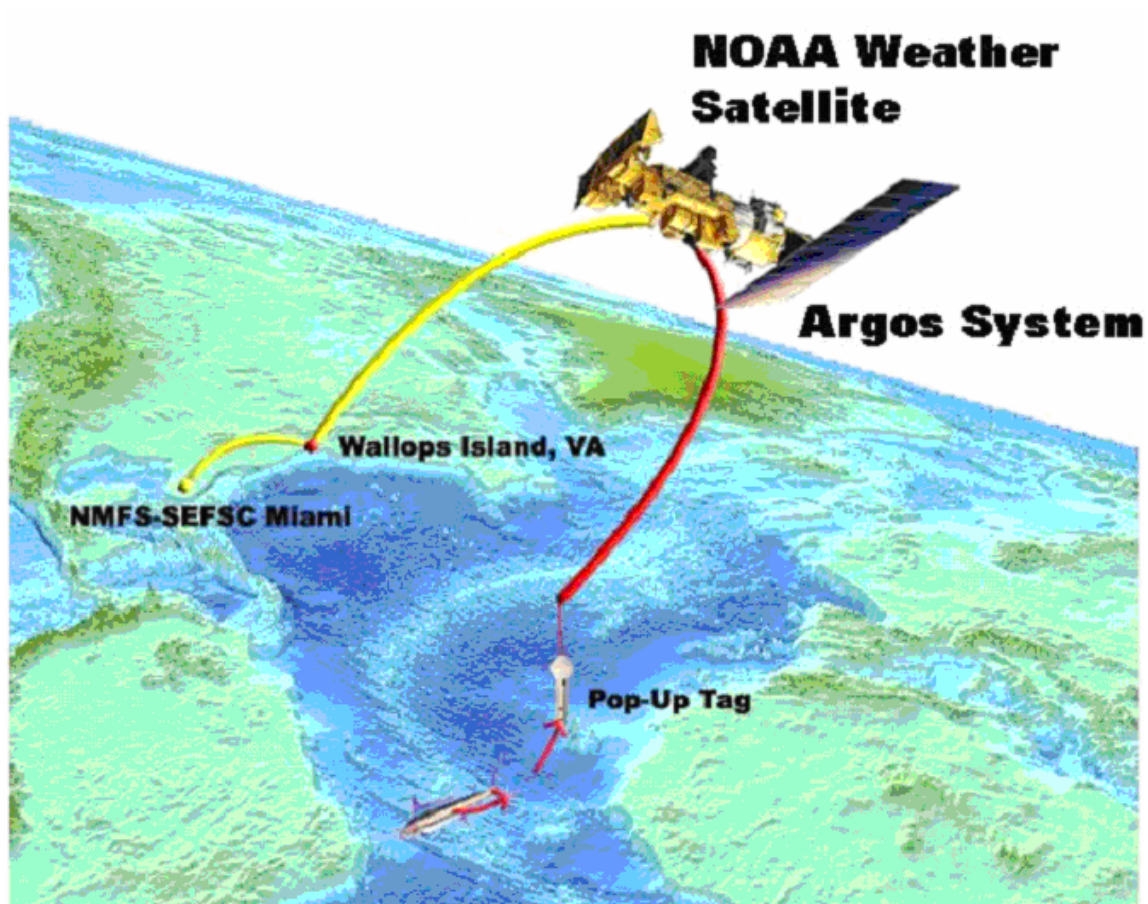 NOAA Weather
Satellite
Argos System
Wallops Island, VA
NMFS-SEFSC Miami
Pop-Up Tag